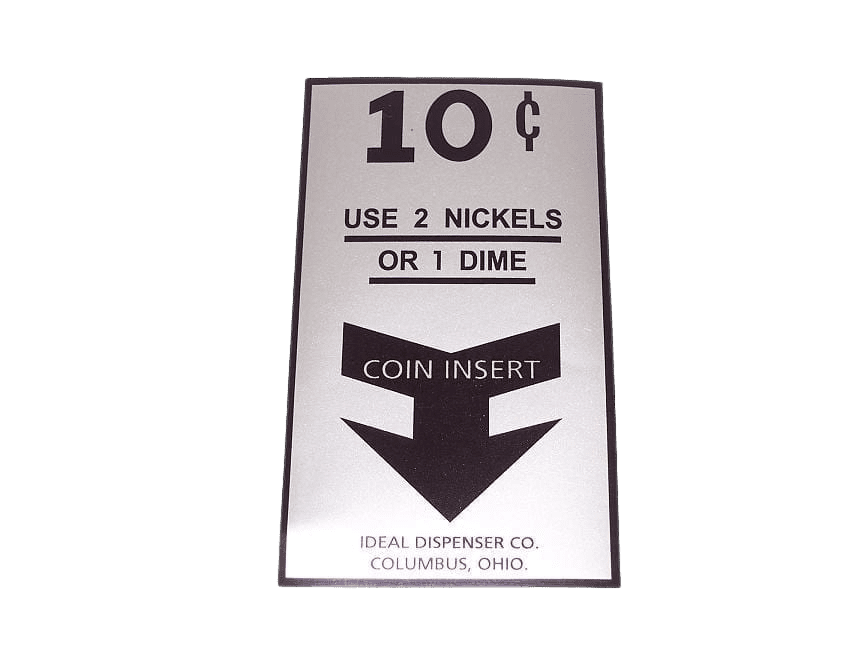 10 ¢
USE 2 NICKELS
OR 1 DIME
COIN INSERT
IDEAL DISPENSER CO.
COLUMBUS, OHIO.